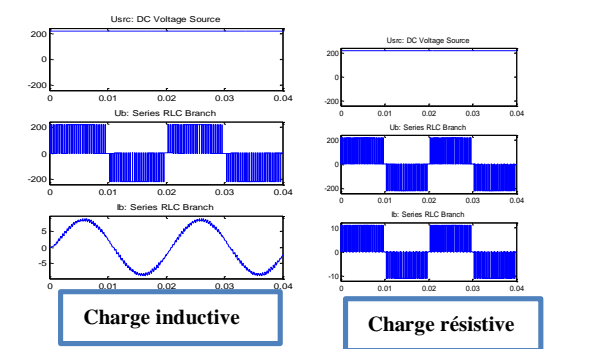 Usrc: DC Voltage Source
200
0
-200
0 0.01 0.02 0.03 0.04
Ub: Series RLC Branch
200
0
-200
0 0.01 0.02 0.03 0.04
Ib: Series RLC Branch
5
0
-5
0 0.01 0.02 0.03 0.04
Charge inductive
Usrc: DC Voltage Source
200
0
-200
0 0.01 0.02 0.03 0.04
Ub: Series RLC Branch
200
0
-200
0 0.01 0.02 0.03 0.04
Ib: Series RLC Branch
10
0
-10
0 0.01 0.02 0.03 0.04
Charge résistive